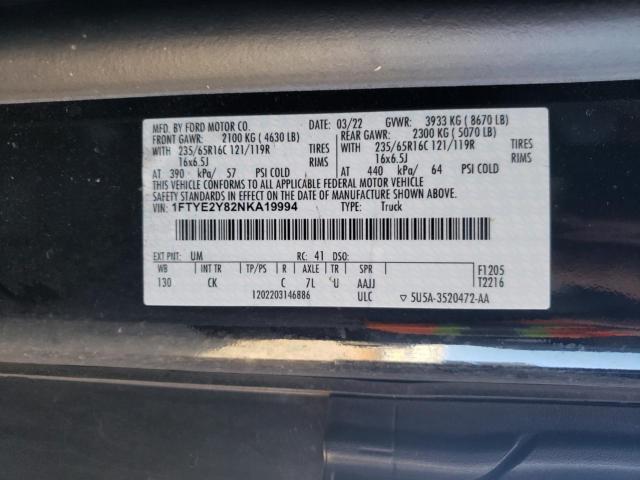 MFD. BY FORD MOTOR CO. DATE: 03/22 GVWR: 3933 KG ( 8670 LB)
FRONT GAWR: 2100 KG ( 4630 LB) REAR GAWR: 2300 KG ( 5070 LB)
WITH 235/65R16C 121/119R TIRES WITH 235/65R16C 121/119R TIRES
16x6.5J RIMS 16x6.5J RIMS
AT 390 kPa/ 57 PSI COLD AT 440 kPa/ 64 PSI COLD
THIS VEHICLE CONFORMS TO ALL APPLICABLE FEDERAL MOTOR VEHICLE
SAFETY STANDARDS IN EFFECT ON THE DATE OF MANUFACTURE SHOWN ABOVE.
VIN: 1FTYE2Y82NKA19994 TYPE: Truck
EXT PNT: UM RC: 41 DSO:
WB INT TR TP/PS R AXLE TR SPR F1205
130 CK C 7L U AAJJ T2216
1202203146886 ULC ▽ 5U5A-3520472-AA